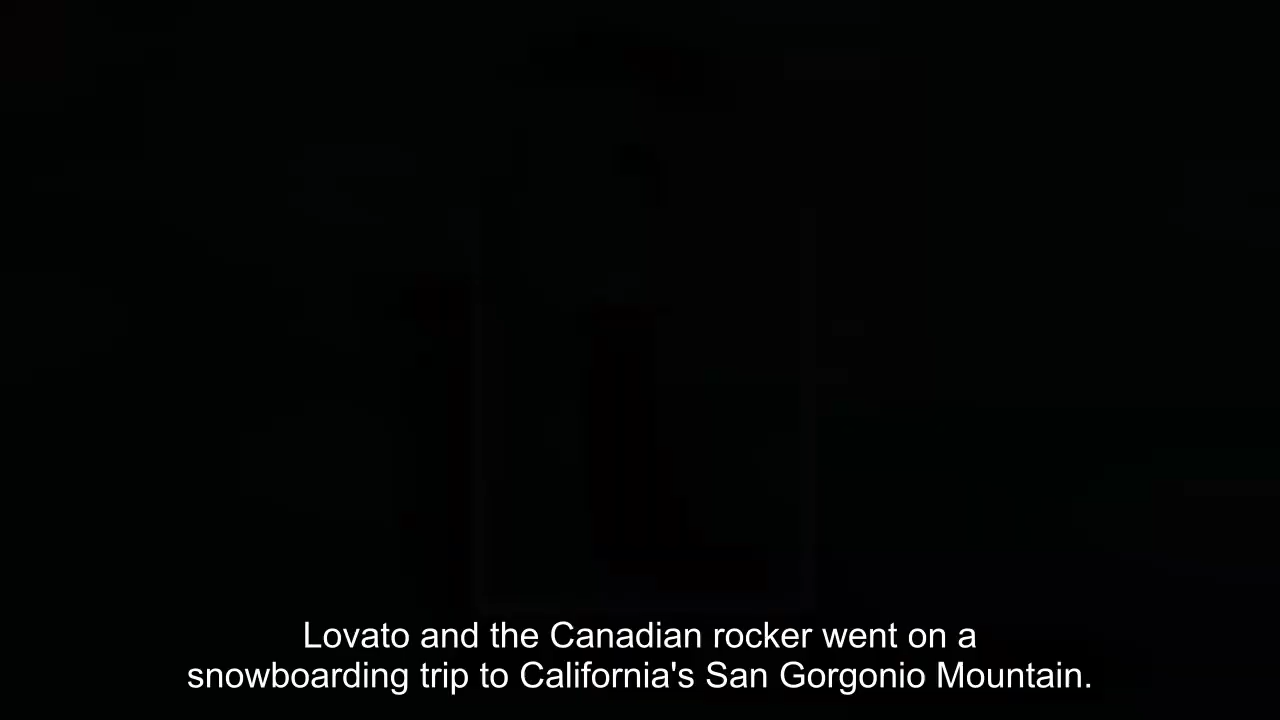 Lovato and the Canadian rocker went on a
snowboarding trip to California's San Gorgonio Mountain.